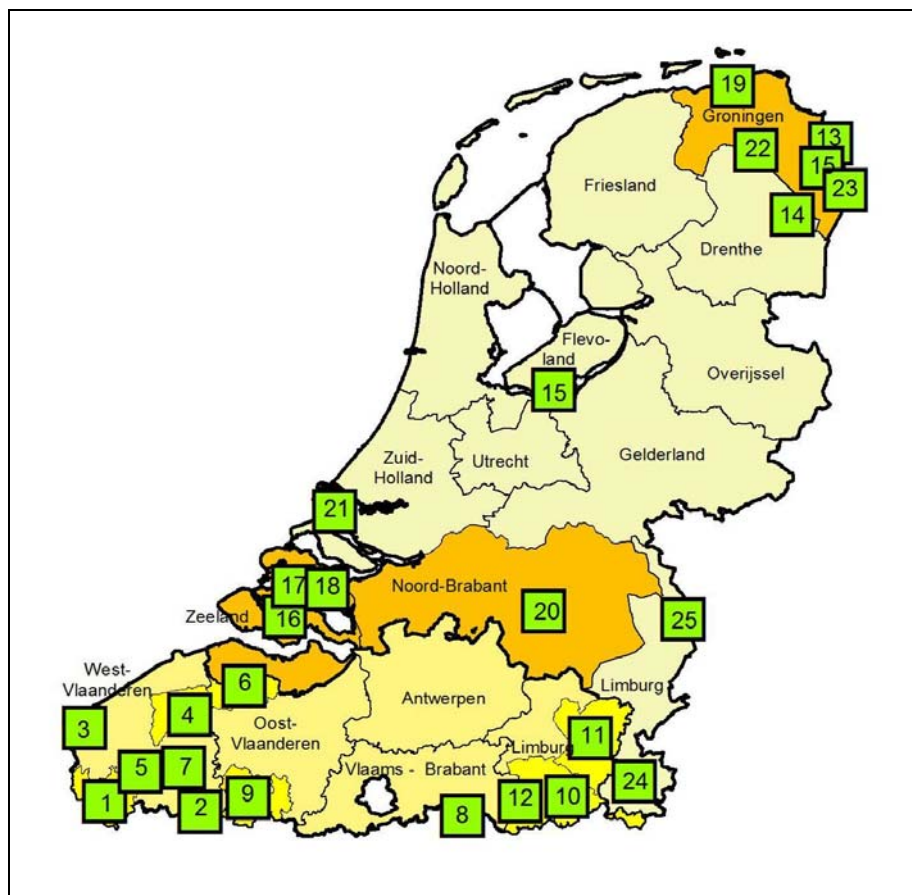 19
Groningen
13
22
15
Friesland
23
14
Drenthe
Noord-
Holland
Flevo-
land
Overijssel
15
Zuid-
Holland
Utrecht
Gelderland
21
17
18
Noord-Brabant
Zeeland
16
20
25
West-
Vlaanderen
6
Antwerpen
Limburg
4
3
Oost-
Vlaanderen
11
Limburg
5
7
Vlaams - Brabant
24
1
2
9
8
12
10